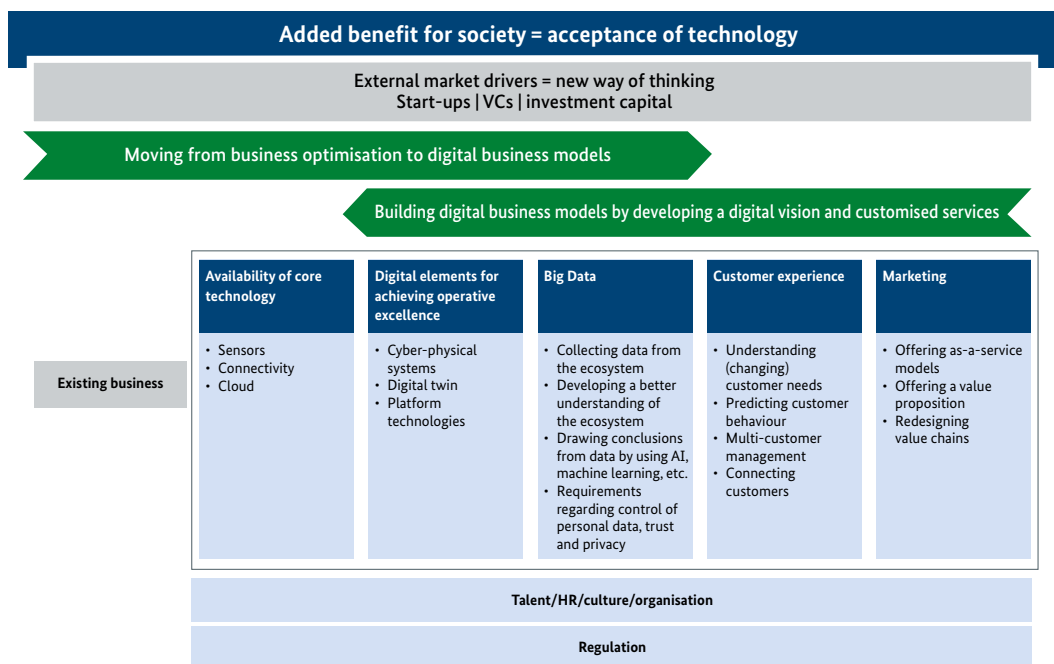 Added benefit for society = acceptance of technology
External market drivers = new way of thinking
Start-ups | VCs | investment capital
Moving from business optimisation to digital business models
Building digital business models by developing a digital vision and customised services
Existing business
Availability of core
technology
• Sensors
• Connectivity
• Cloud
Digital elements for
achieving operative
excellence
• Cyber-physical
systems
• Digital twin
• Platform
technologies
Big Data
• Collecting data from
the ecosystem
• Developing a better
understanding of
the ecosystem
• Drawing conclusions
from data by using AI,
machine learning, etc.
• Requirements
regarding control of
personal data, trust
and privacy
Customer experience
• Understanding
(changing)
customer needs
• Predicting customer
behaviour
• Multi-customer
management
• Connecting
customers
Marketing
• Offering as-a-service
models
• Offering a value
proposition
• Redesigning
value chains
Talent/HR/culture/organisation
Regulation